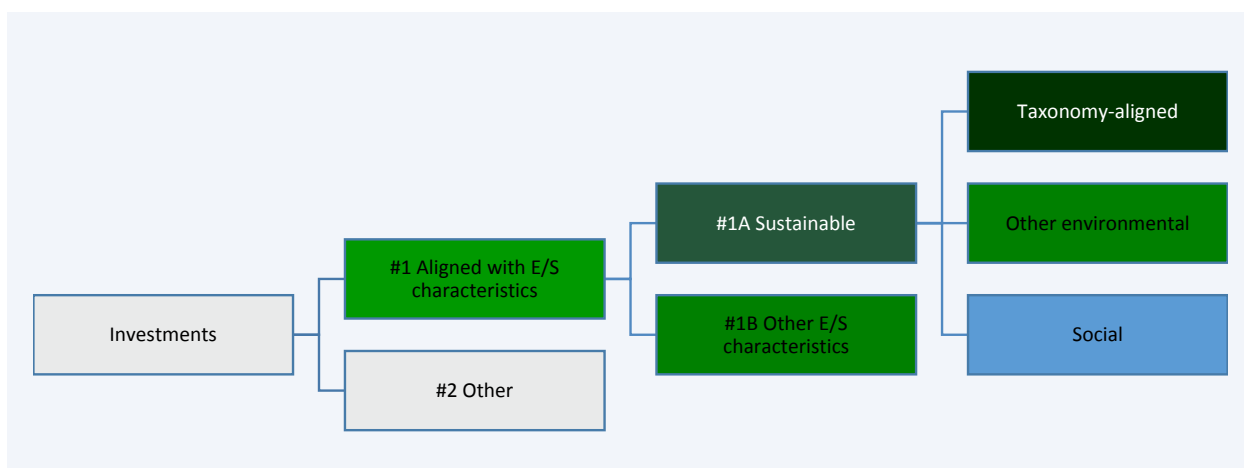 Investments
#1 Aligned with E/S
characteristics
#2 Other
#1A Sustainable
#1B Other E/S
characteristics
Taxonomy-aligned
Other environmental
Social